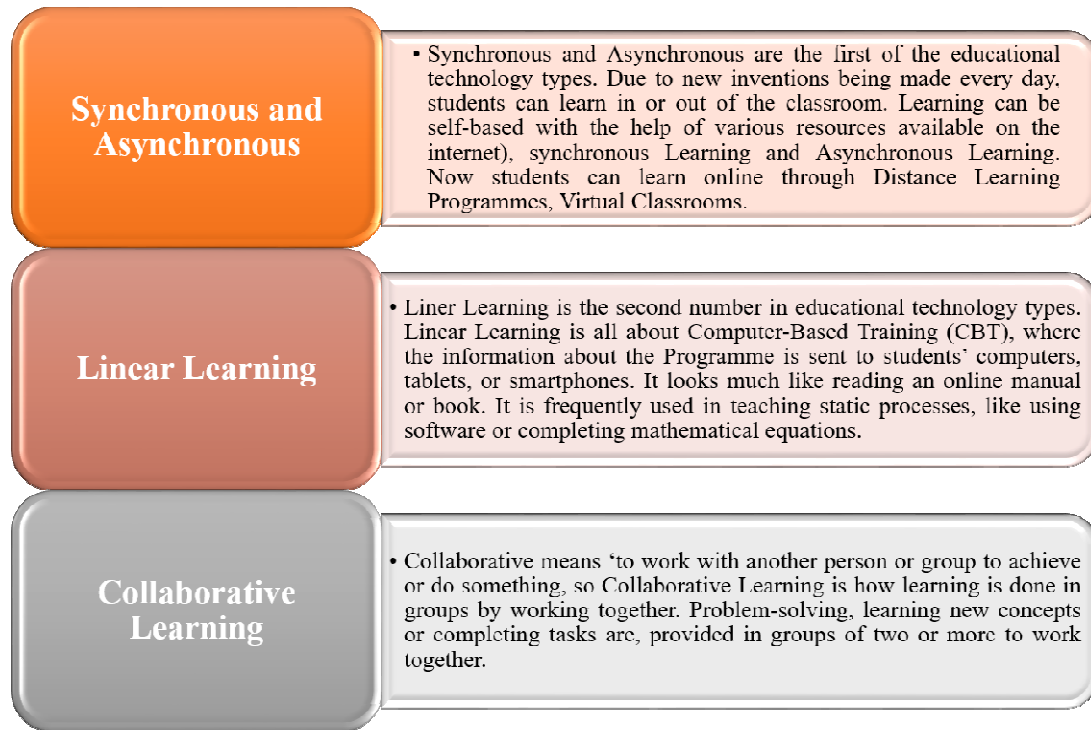 Synchronous and
Asynchronous
• Synchronous and Asynchronous are the first of the educational
technology types. Due to new inventions being made every day,
students can learn in or out of the classroom. Learning can be
self-based with the help of various resources available on the
internet), synchronous Learning and Asynchronous Learning.
Now students can learn online through Distance Learning
Programmes, Virtual Classrooms.
Linear Learning
• Liner Learning is the second number in educational technology types.
Linear Learning is all about Computer-Based Training (CBT), where
the information about the Programme is sent to students’ computers,
tablets, or smartphones. It looks much like reading an online manual
or book. It is frequently used in teaching static processes, like using
software or completing mathematical equations.
Collaborative
Learning
• Collaborative means ‘to work with another person or group to achieve
or do something, so Collaborative Learning is how learning is done in
groups by working together. Problem-solving, learning new concepts
or completing tasks are, provided in groups of two or more to work
together.